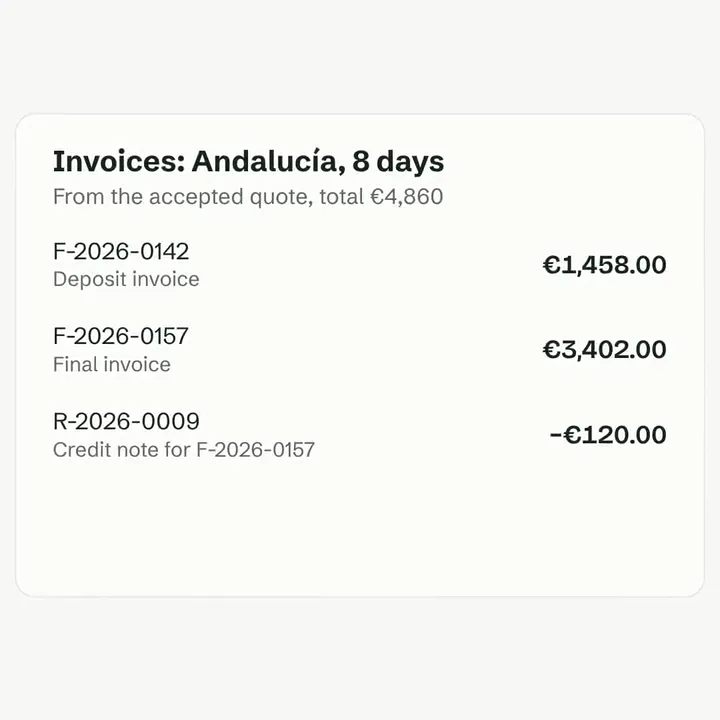 Invoices: Andalucía, 8 days
From the accepted quote, total €4,860
F-2026-0142
Deposit invoice
€1,458.00
F-2026-0157
Final invoice
€3,402.00
R-2026-0009
Credit note for F-2026-0157
−€120.00